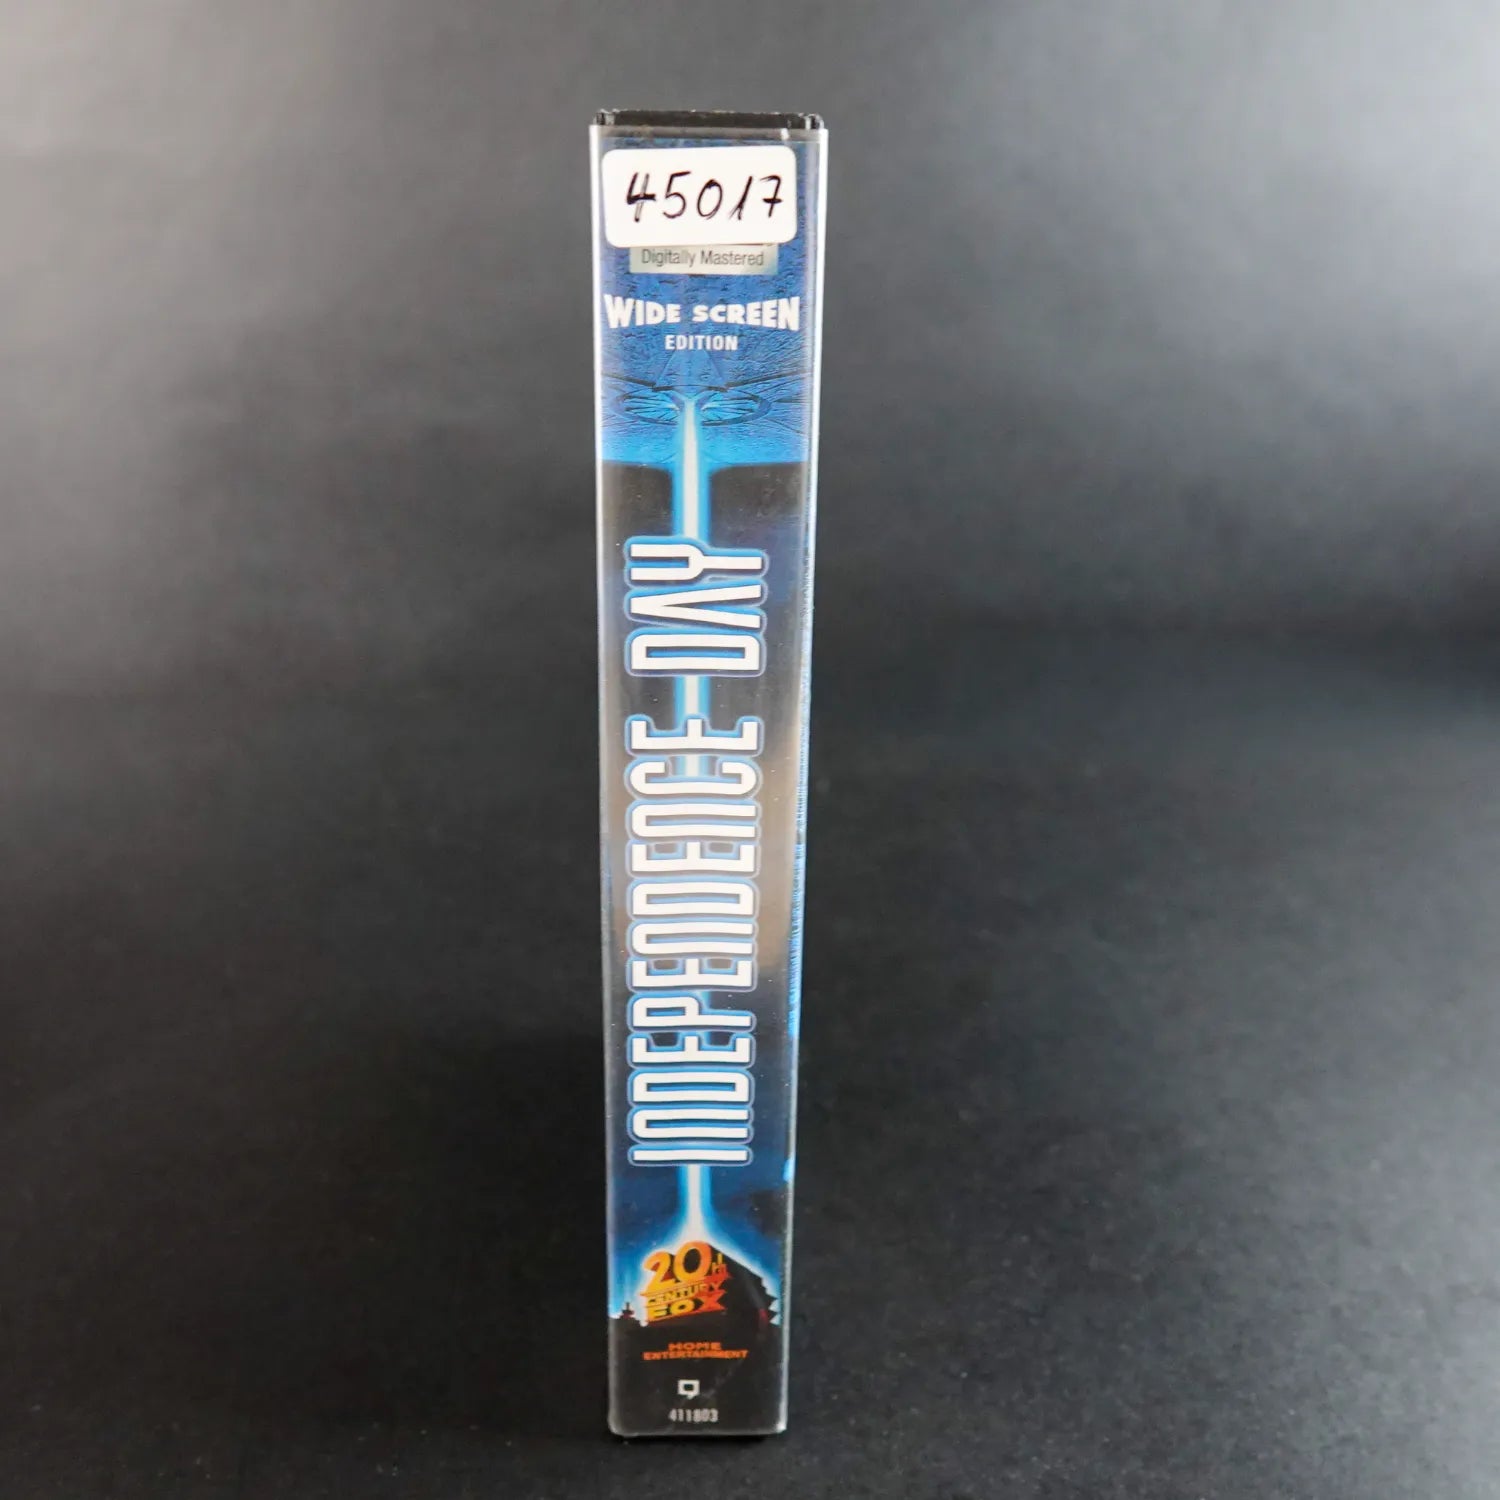 45017
Digitally Mastered
WIDE SCREEN
EDITION
INDEPENDENCE DAY
20th
CENTURY
FOX
HOME
ENTERTAINMENT
411803